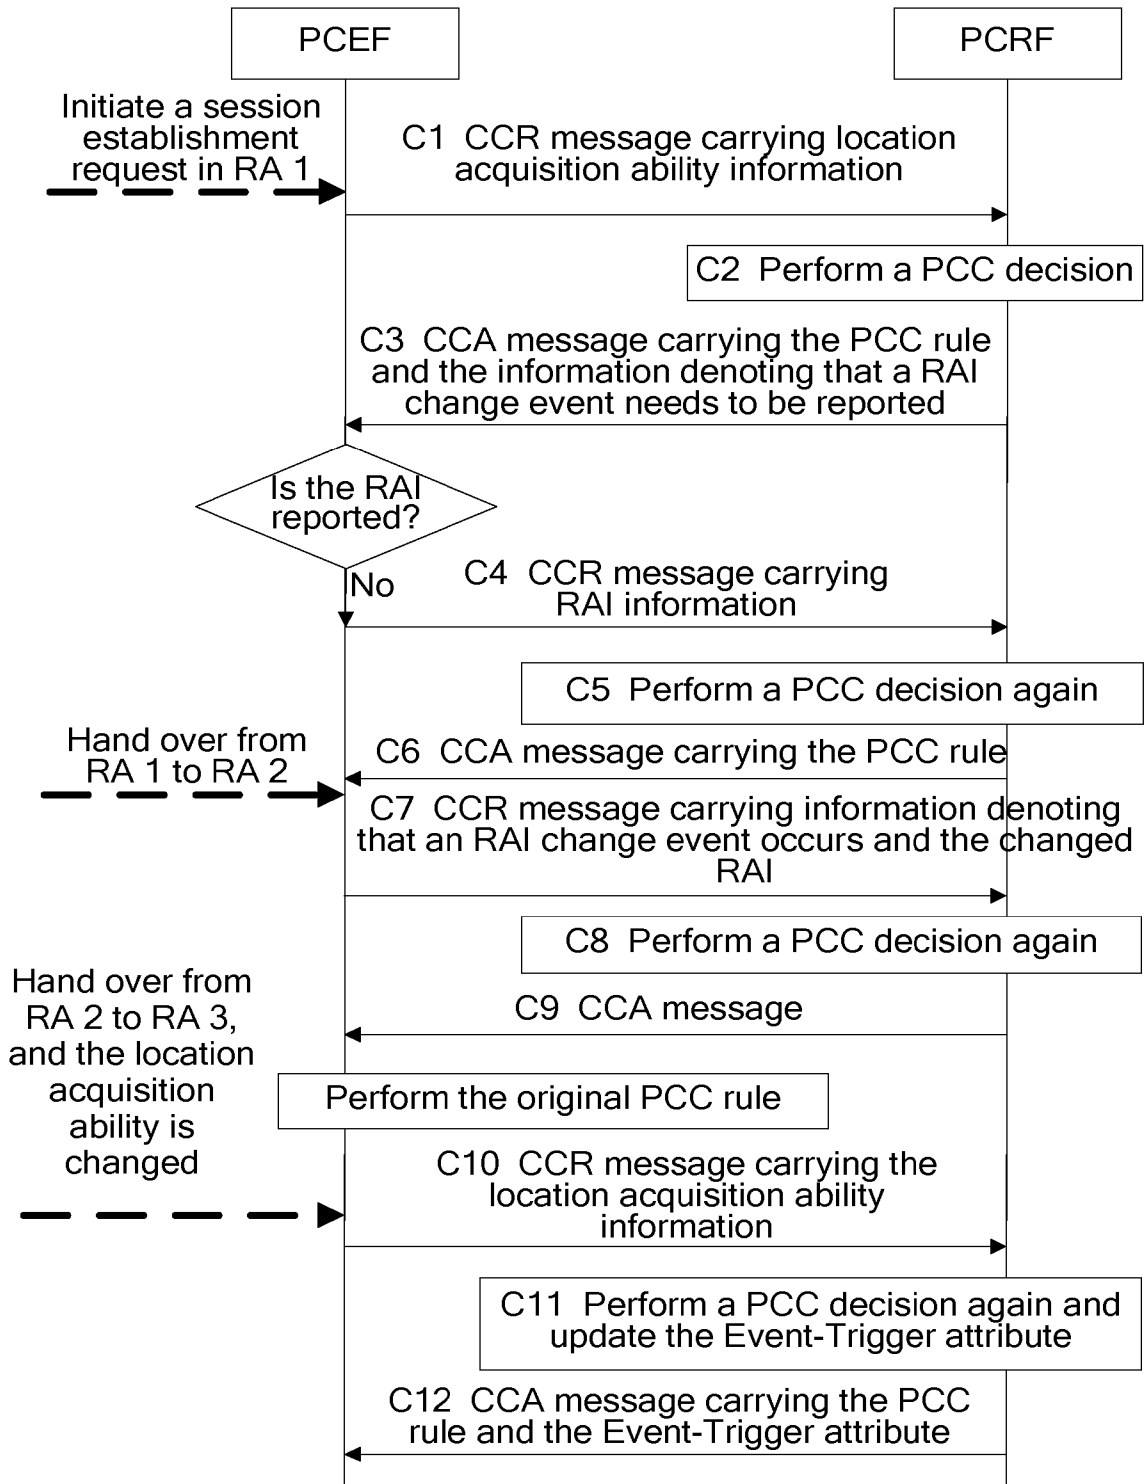 PCEF
PCRF
Initiate a session
establishment
request in RA 1
C1 CCR message carrying location
acquisition ability information
C2 Perform a PCC decision
C3 CCA message carrying the PCC rule
and the information denoting that a RAI
change event needs to be reported
Is the RAI
reported?
No
C4 CCR message carrying
RAI information
C5 Perform a PCC decision again
Hand over from
RA 1 to RA 2
C6 CCA message carrying the PCC rule
C7 CCR message carrying information denoting
that an RAI change event occurs and the changed
RAI
C8 Perform a PCC decision again
Hand over from
RA 2 to RA 3,
and the location
acquisition
ability is
changed
C9 CCA message
Perform the original PCC rule
C10 CCR message carrying the
location acquisition ability
information
C11 Perform a PCC decision again and
update the Event-Trigger attribute
C12 CCA message carrying the PCC
rule and the Event-Trigger attribute